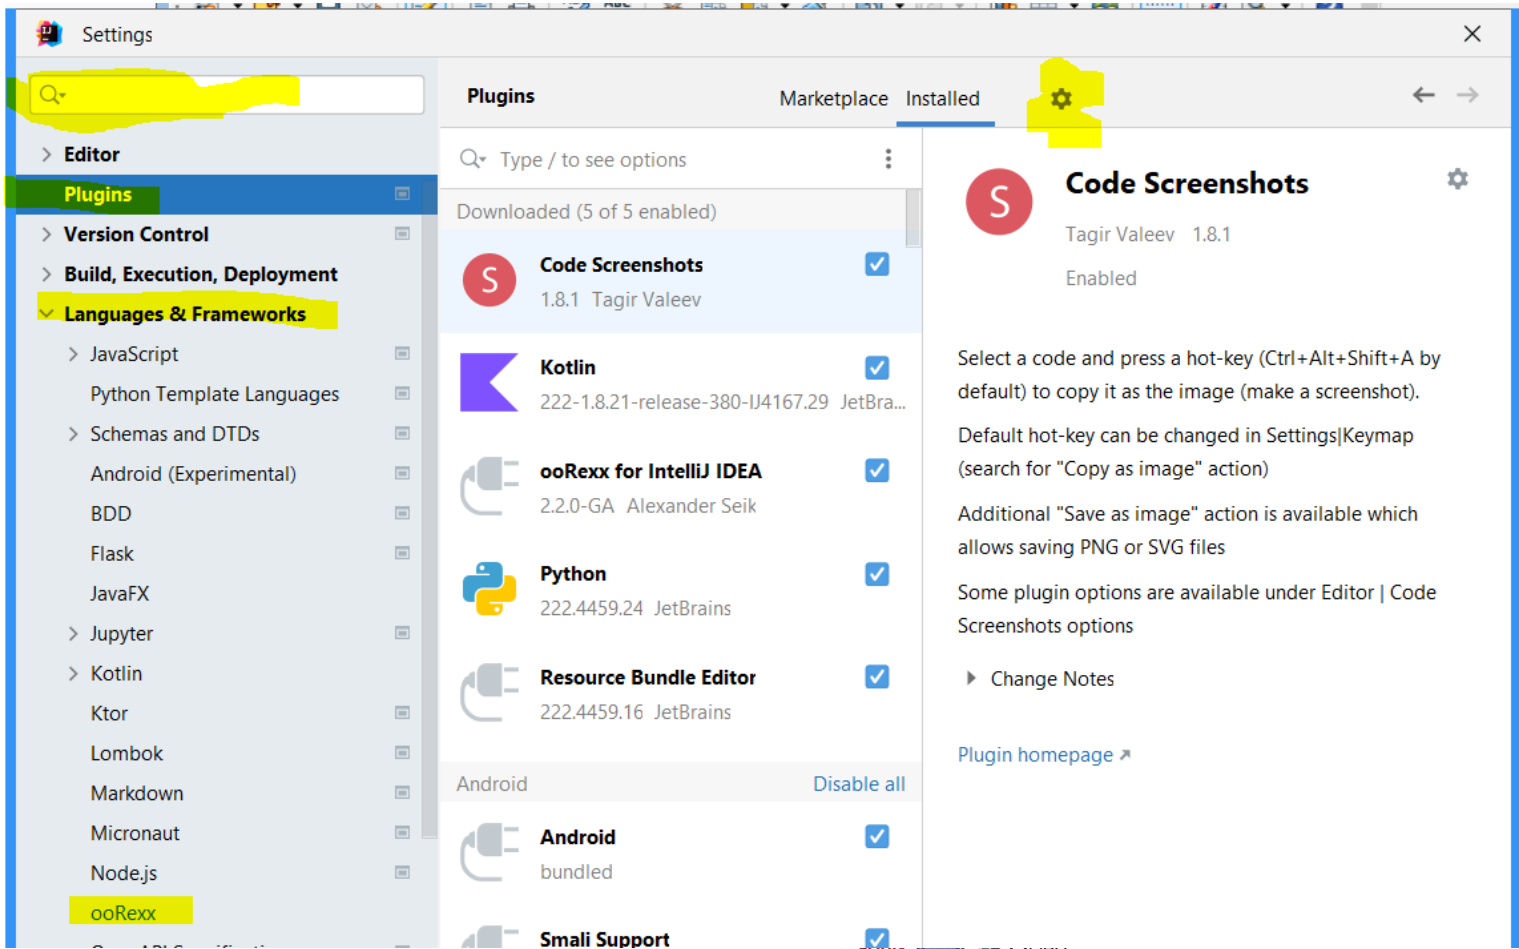 Settings
Editor
Plugins
Version Control
Build, Execution, Deployment
Languages & Frameworks
JavaScript
Python Template Languages
Schemas and DTDs
Android (Experimental)
BDD
Flask
JavaFX
Jupyter
Kotlin
Ktor
Lombok
Markdown
Micronaut
Node.js
ooRexx
Plugins
Marketplace Installed
Type / to see options
Downloaded (5 of 5 enabled)
Code Screenshots
1.8.1 Tagir Valeev
Kotlin
222-1.8.21-release-380-IJ4167.29 JetBra...
ooRexx for IntelliJ IDEA
2.2.0-GA Alexander Seik
Python
222.4459.24 JetBrains
Resource Bundle Editor
222.4459.16 JetBrains
Android Disable all
Android
bundled
Smali Support
S
S
Code Screenshots
Tagir Valeev 1.8.1
Enabled
Select a code and press a hot-key (Ctrl+Alt+Shift+A by
default) to copy it as the image (make a screenshot).
Default hot-key can be changed in Settings|Keymap
(search for "Copy as image" action)
Additional "Save as image" action is available which
allows saving PNG or SVG files
Some plugin options are available under Editor | Code
Screenshots options
Change Notes
Plugin homepage